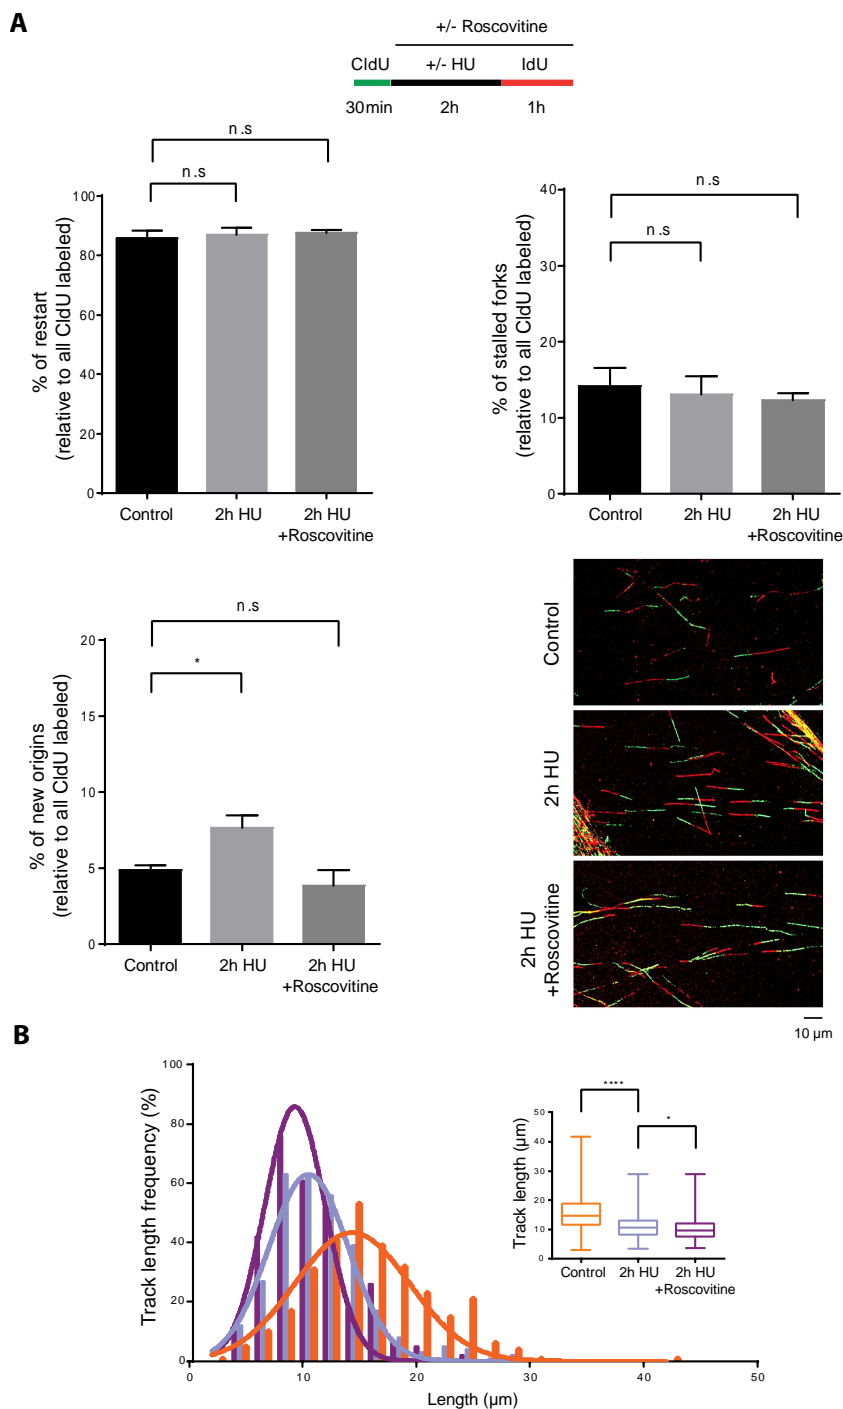 A
+/- Roscovitine
CldU +/- HU IdU
30min 2h 1h
n.s
n.s
100
80
60
40
20
0
% of restart
(relative to all CldU labeled)
Control 2h HU 2h HU
+Roscovitine
n.s
n.s
40
30
20
10
0
% of stalled forks
(relative to all CldU labeled)
Control 2h HU 2h HU
+Roscovitine
n.s
*
20
15
10
5
0
% of new origins
(relative to all CldU labeled)
Control 2h HU 2h HU
+Roscovitine
Control
2h HU
2h HU
+Roscovitine
10 µm
B
100
80
60
40
20
0
Track length frequency (%)
0 10 20 30 40 50
Length (µm)
****
*
50
40
30
20
10
0
Track length (µm)
Control 2h HU 2h HU
+Roscovitine